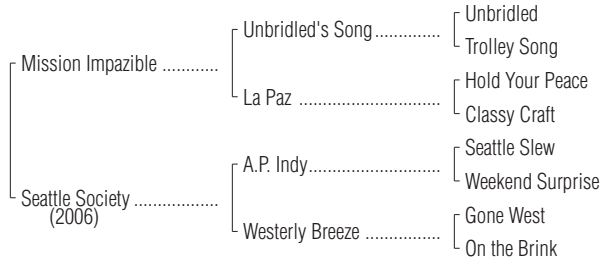 Unbridled
Unbridled's Song..............
Trolley Song
Mission Impazible ............
Hold Your Peace
La Paz ..............................
Classy Craft
Seattle Slew
A.P. Indy............................
Weekend Surprise
Seattle Society ..................
(2006)
Gone West
Westerly Breeze ................
On the Brink